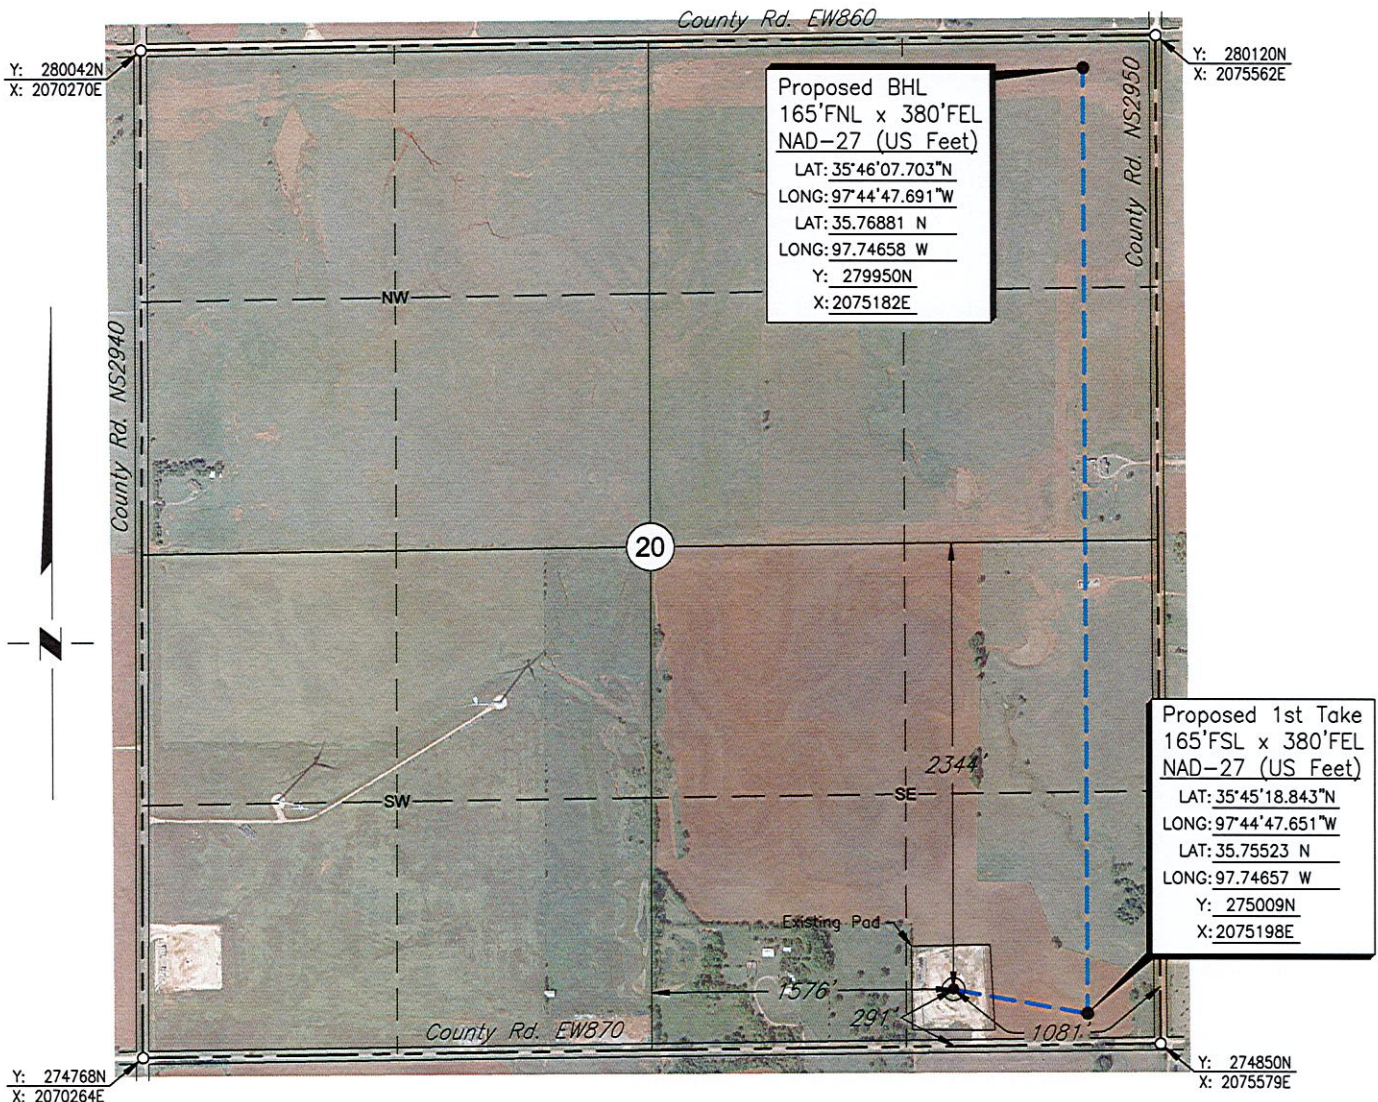 County Rd. EW860
Y: 280042N
X: 2070270E
Y: 280120N
X: 2075562E
County Rd. NS2950
Proposed BHL
165'FNL x 380'FEL
NAD-27 (US Feet)
LAT: 35°46'07.703"N
LONG: 97°44'47.691"W
LAT: 35.76881 N
LONG: 97.74658 W
Y: 279950N
X: 2075182E
NW
County Rd. NS2940
20
N
2344'
SW
SE
Proposed 1st Take
165'FSL x 380'FEL
NAD-27 (US Feet)
LAT: 35°45'18.843"N
LONG: 97°44'47.651"W
LAT: 35.75523 N
LONG: 97.74657 W
Y: 275009N
X: 2075198E
Existing Pad
1576'
291'
1081'
County Rd. EW870
Y: 274768N
X: 2070264E
Y: 274850N
X: 2075579E